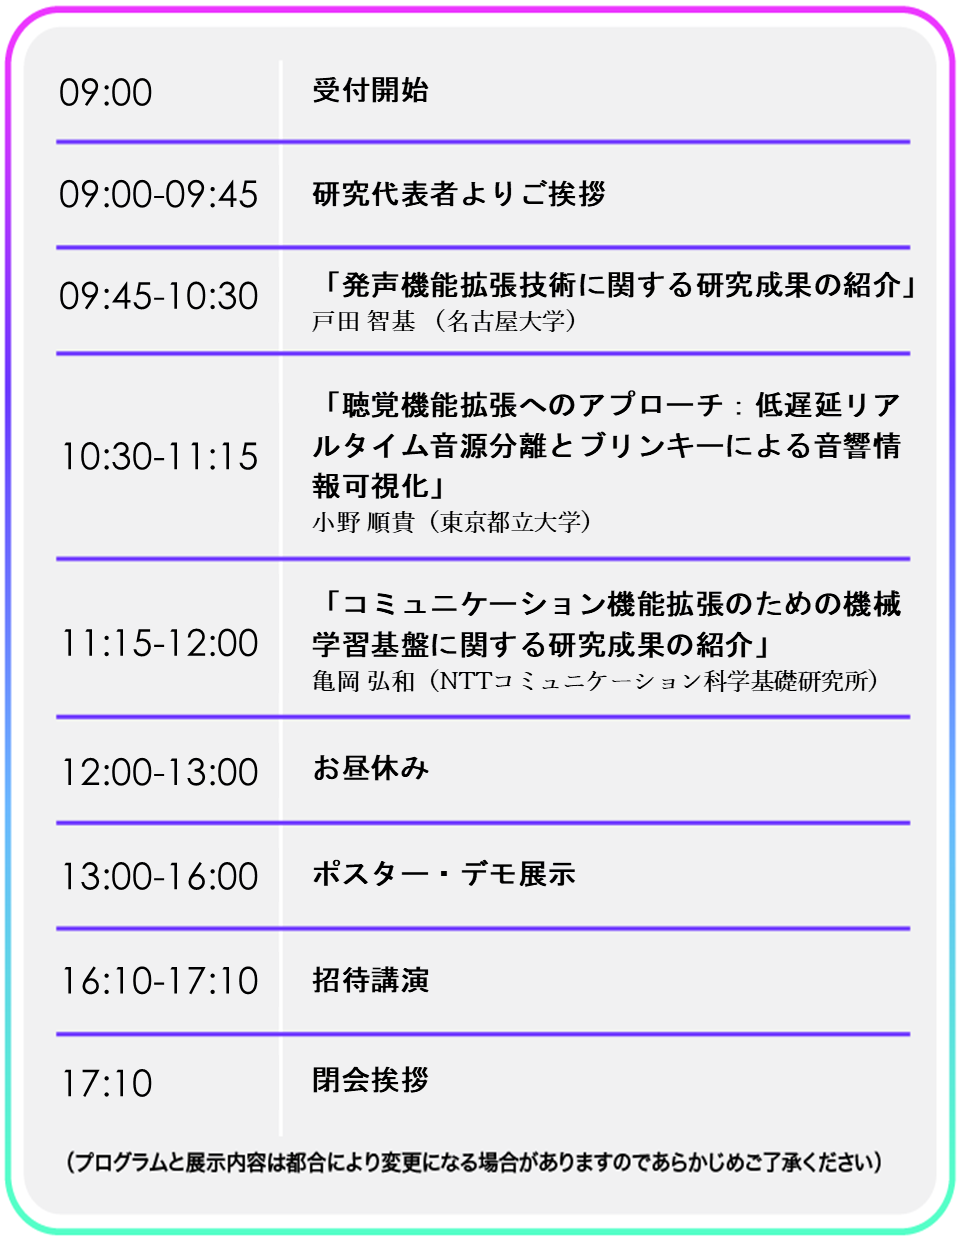 09:00
受付開始
09:00-09:45
研究代表者よりご挨拶
09:45-10:30
「発声機能拡張技術に関する研究成果の紹介」
戸田 智基 （名古屋大学）
10:30-11:15
「聴覚機能拡張へのアプローチ：低遅延リア
ルタイム音源分離とブリンキーによる音響情
報可視化」
小野 順貴（東京都立大学）
11:15-12:00
「コミュニケーション機能拡張のための機械
学習基盤に関する研究成果の紹介」
亀岡 弘和（NTTコミュニケーション科学基礎研究所）
12:00-13:00
お昼休み
13:00-16:00
ポスター・デモ展示
16:10-17:10
招待講演
17:10
閉会挨拶
（プログラムと展示内容は都合により変更になる場合がありますのであらかじめご了承ください）